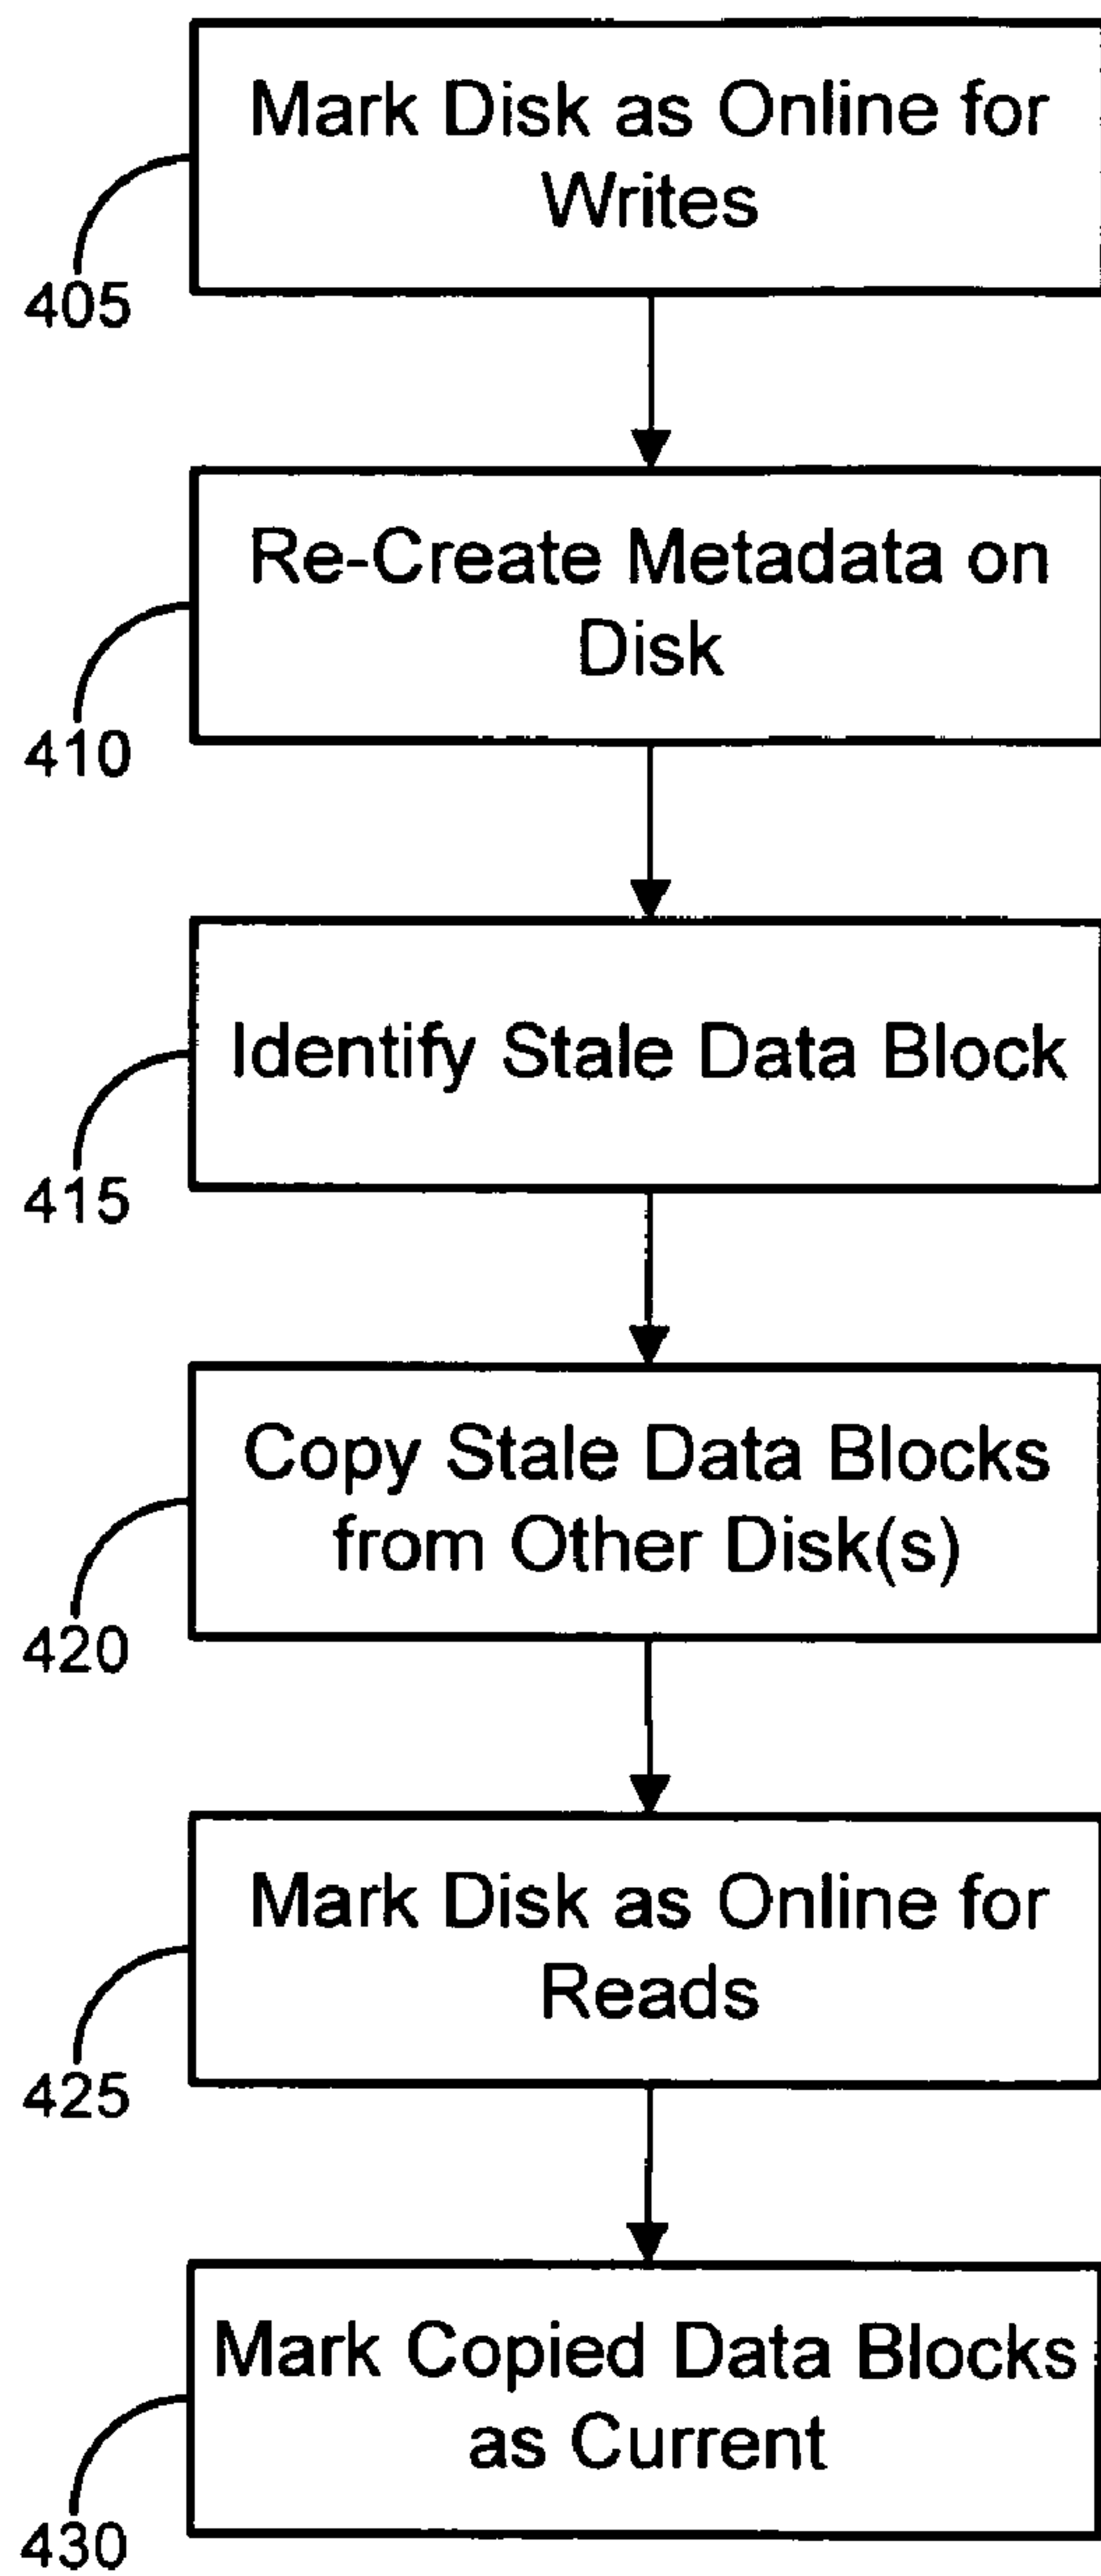 Mark Disk as Online for
Writes
405
Re-Create Metadata on
Disk
410
Identify Stale Data Block
415
Copy Stale Data Blocks
from Other Disk(s)
420
Mark Disk as Online for
Reads
425
Mark Copied Data Blocks
as Current
430